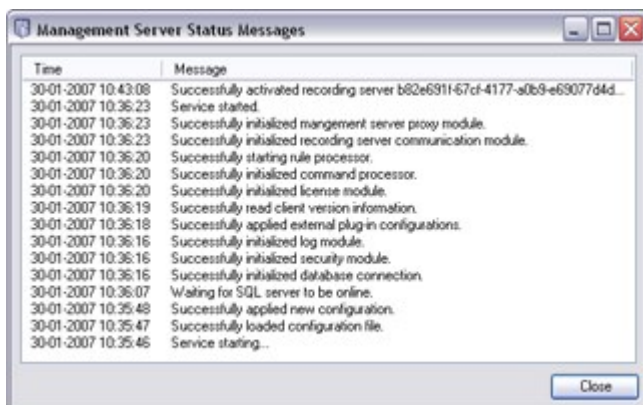 Management Server Status Messages
Time Message
30-01-2007 10:43:08 Successfully activated recording server b82e691f-67cf-4177-a0b9-e69077d4d...
30-01-2007 10:36:23 Service started.
30-01-2007 10:36:23 Successfully initialized mangement server proxy module.
30-01-2007 10:36:23 Successfully initialized recording server communication module.
30-01-2007 10:36:20 Successfully starting rule processor.
30-01-2007 10:36:20 Successfully initialized command processor.
30-01-2007 10:36:20 Successfully initialized license module.
30-01-2007 10:36:19 Successfully read client version information.
30-01-2007 10:36:18 Successfully applied external plug-in configurations.
30-01-2007 10:36:16 Successfully initialized log module.
30-01-2007 10:36:16 Successfully initialized security module.
30-01-2007 10:36:16 Successfully initialized database connection.
30-01-2007 10:36:07 Waiting for SQL server to be online.
30-01-2007 10:35:48 Successfully applied new configuration.
30-01-2007 10:35:47 Successfully loaded configuration file.
30-01-2007 10:35:46 Service starting...
Close